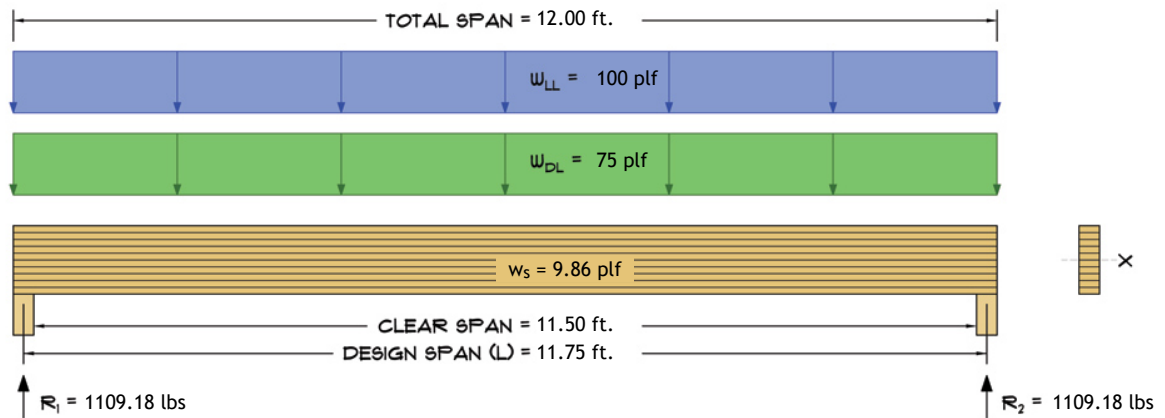 TOTAL SPAN = 12.00 ft.
wLL = 100 plf
wDL = 75 plf
ws = 9.86 plf
X
CLEAR SPAN = 11.50 ft.
DESIGN SPAN (L) = 11.75 ft.
R1 = 1109.18 lbs
R2 = 1109.18 lbs